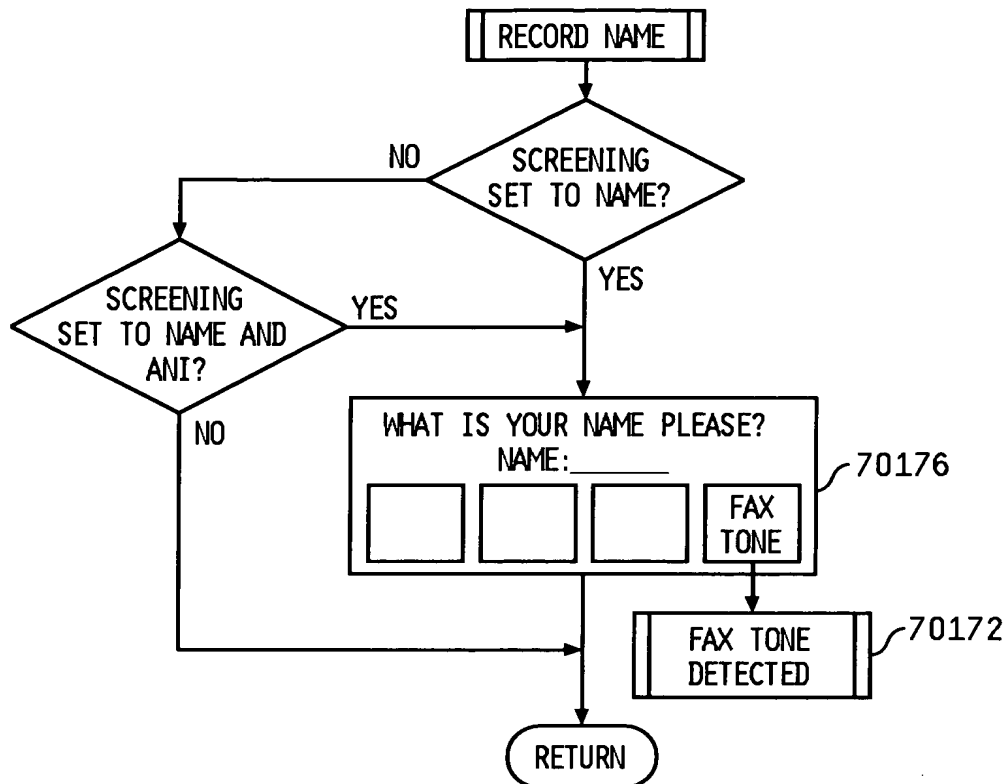 RECORD NAME
SCREENING
SET TO NAME?
NO
YES
SCREENING
SET TO NAME AND
ANI?
YES
NO
WHAT IS YOUR NAME PLEASE?
NAME:_______
FAX
TONE
70176
FAX TONE
DETECTED
70172
RETURN